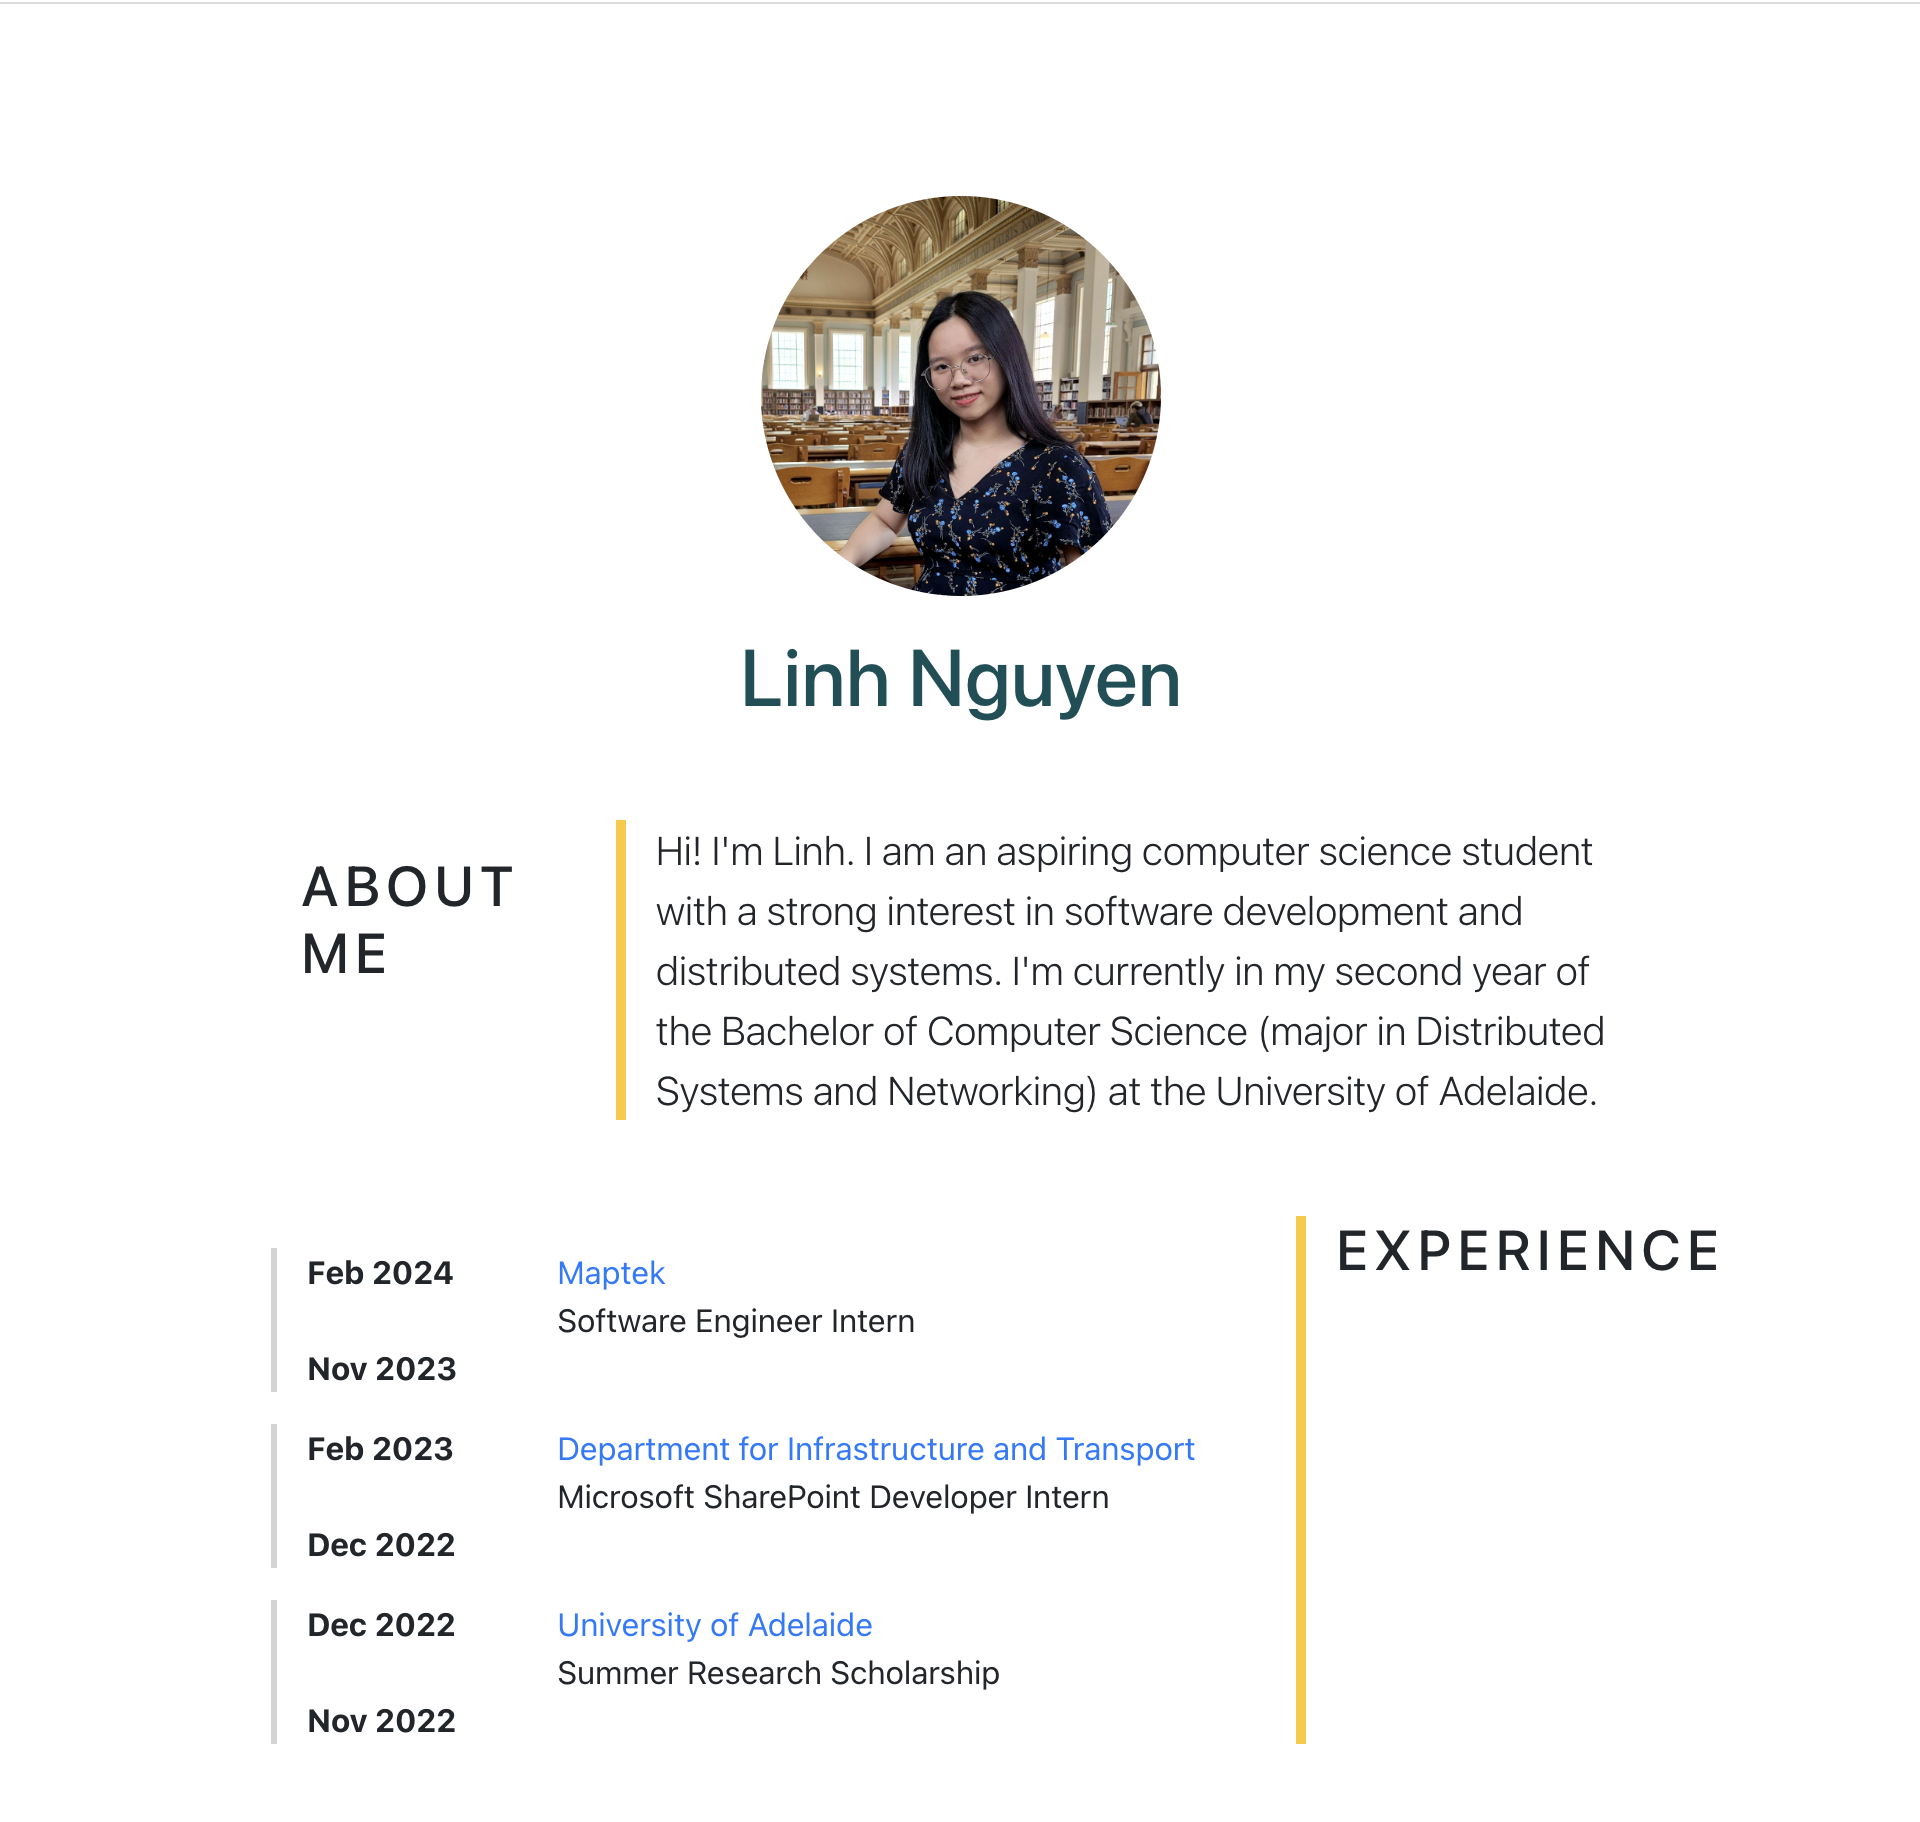 Linh Nguyen
ABOUT
ME
Hi! I'm Linh. I am an aspiring computer science student
with a strong interest in software development and
distributed systems. I'm currently in my second year of
the Bachelor of Computer Science (major in Distributed
Systems and Networking) at the University of Adelaide.
EXPERIENCE
Feb 2024
Maptek
Software Engineer Intern
Nov 2023
Feb 2023
Department for Infrastructure and Transport
Microsoft SharePoint Developer Intern
Dec 2022
Dec 2022
University of Adelaide
Summer Research Scholarship
Nov 2022